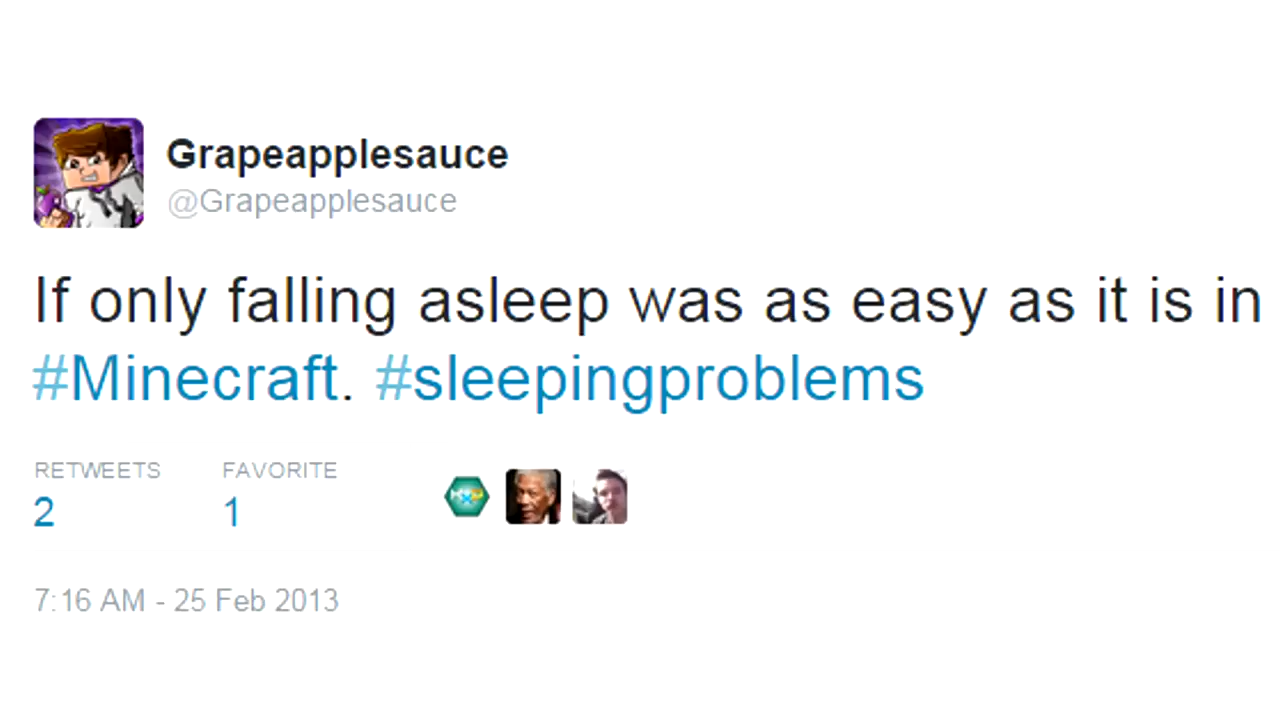 Grapeapplesauce
@Grapeapplesauce
If only falling asleep was as easy as it is in
#Minecraft. #sleepingproblems
RETWEETS FAVORITE
2 1
7:16 AM - 25 Feb 2013